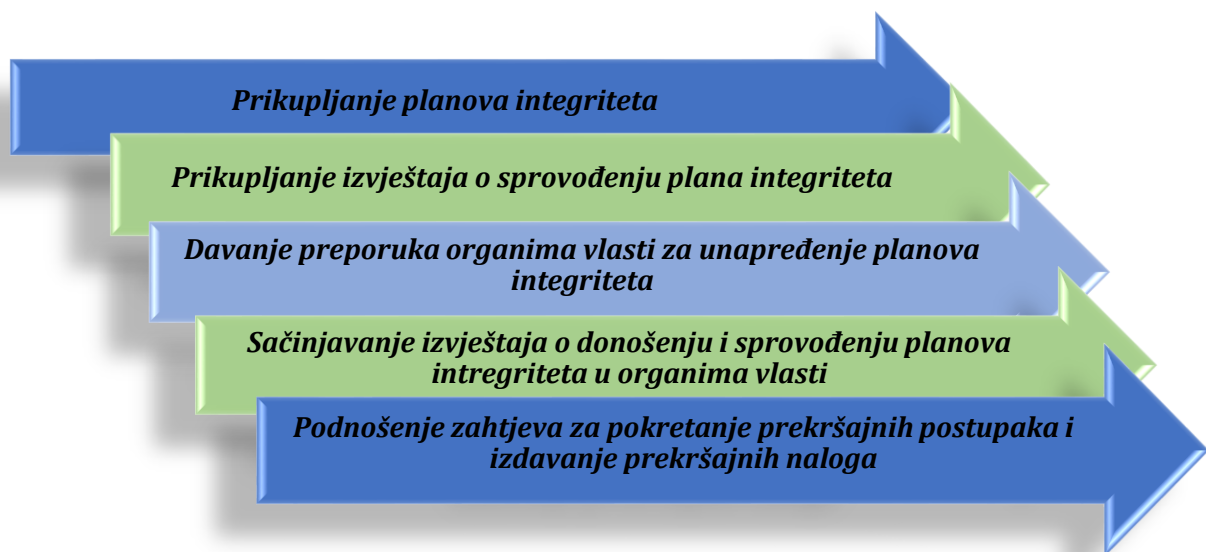 Prikupljanje planova integriteta
Prikupljanje izvještaja o sprovođenju plana integriteta
Davanje preporuka organima vlasti za unapređenje planova
integriteta
Sačinjavanje izvještaja o donošenju i sprovođenju planova
intregriteta u organima vlasti
Podnošenje zahtjeva za pokretanje prekršajnih postupaka i
izdavanje prekršajnih naloga